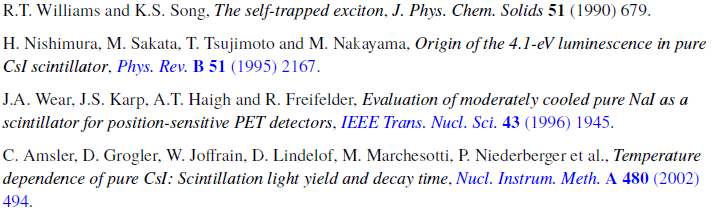 R.T. Williams and K.S. Song, The self-trapped exciton, J. Phys. Chem. Solids 51 (1990) 679.
H. Nishimura, M. Sakata, T. Tsujimoto and M. Nakayama, Origin of the 4.1-eV luminescence in pure
CsI scintillator, Phys. Rev. B 51 (1995) 2167.
J.A. Wear, J.S. Karp, A.T. Haigh and R. Freifelder, Evaluation of moderately cooled pure NaI as a
scintillator for position-sensitive PET detectors, IEEE Trans. Nucl. Sci. 43 (1996) 1945.
C. Amsler, D. Grogler, W. Joffrain, D. Lindelof, M. Marchesotti, P. Niederberger et al., Temperature
dependence of pure CsI: Scintillation light yield and decay time, Nucl. Instrum. Meth. A 480 (2002)
494.